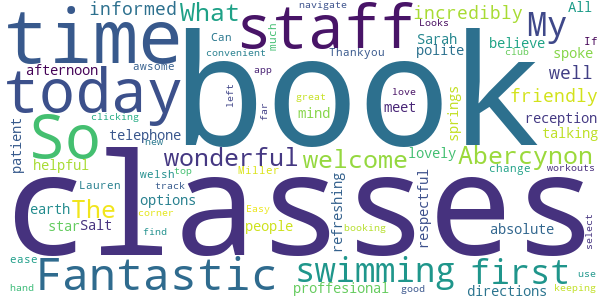 navigate
informed
What
incredibly
All
time
staff
My
Looks
If
Can
much
Sarah
believe
convenient
Thankyou
polite
spoke
club
afternoon
awsome
book
app
left
far
great
love
mind
meet
well
today
friendly
springs
reception
clicking
So
telephone
talking
patient
new
helpful
wonderful
welcome
lovely
Abercynon
welsh
top
Miller
change
workouts
Lauren
track
options
earth
The
corner
Easy
people
refreshing
respectful
absolute
star
Salt
find
booking
select
classes
ease
Fantastic
swimming
first
use
hand
proffesional
good
directions
keeping